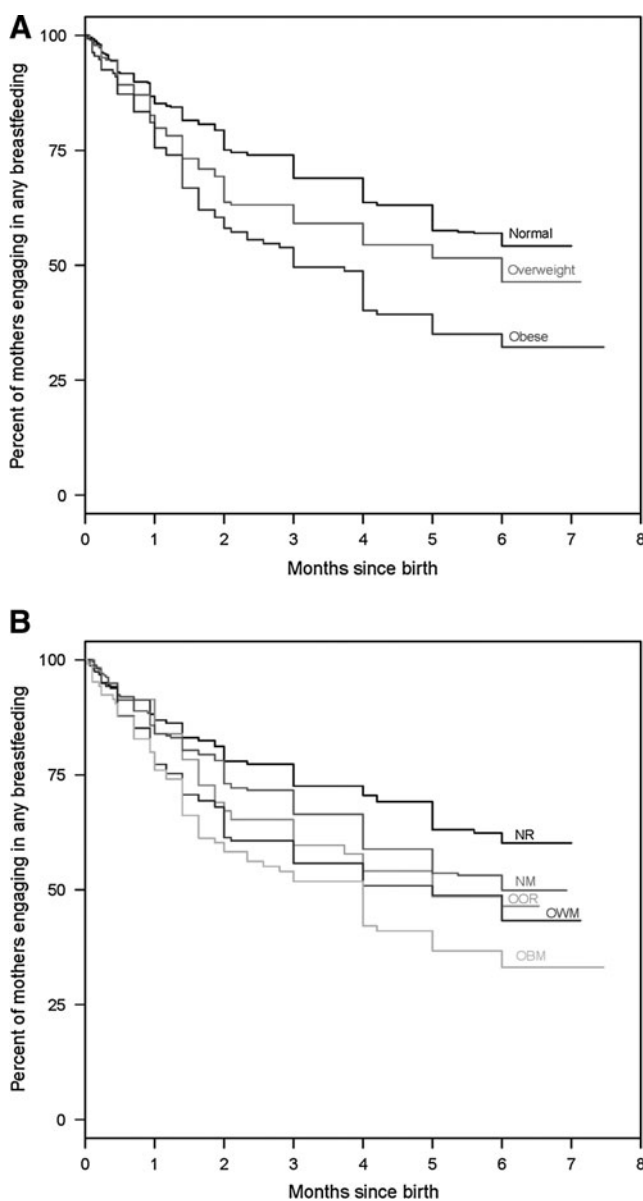 A
Percent of mothers engaging in any breastfeeding
100
75
50
25
0
Normal
Overweight
Obese
0 1 2 3 4 5 6 7 8
Months since birth
B
Percent of mothers engaging in any breastfeeding
100
75
50
25
0
NR
NM
OOR
OWM
OBM
0 1 2 3 4 5 6 7 8
Months since birth